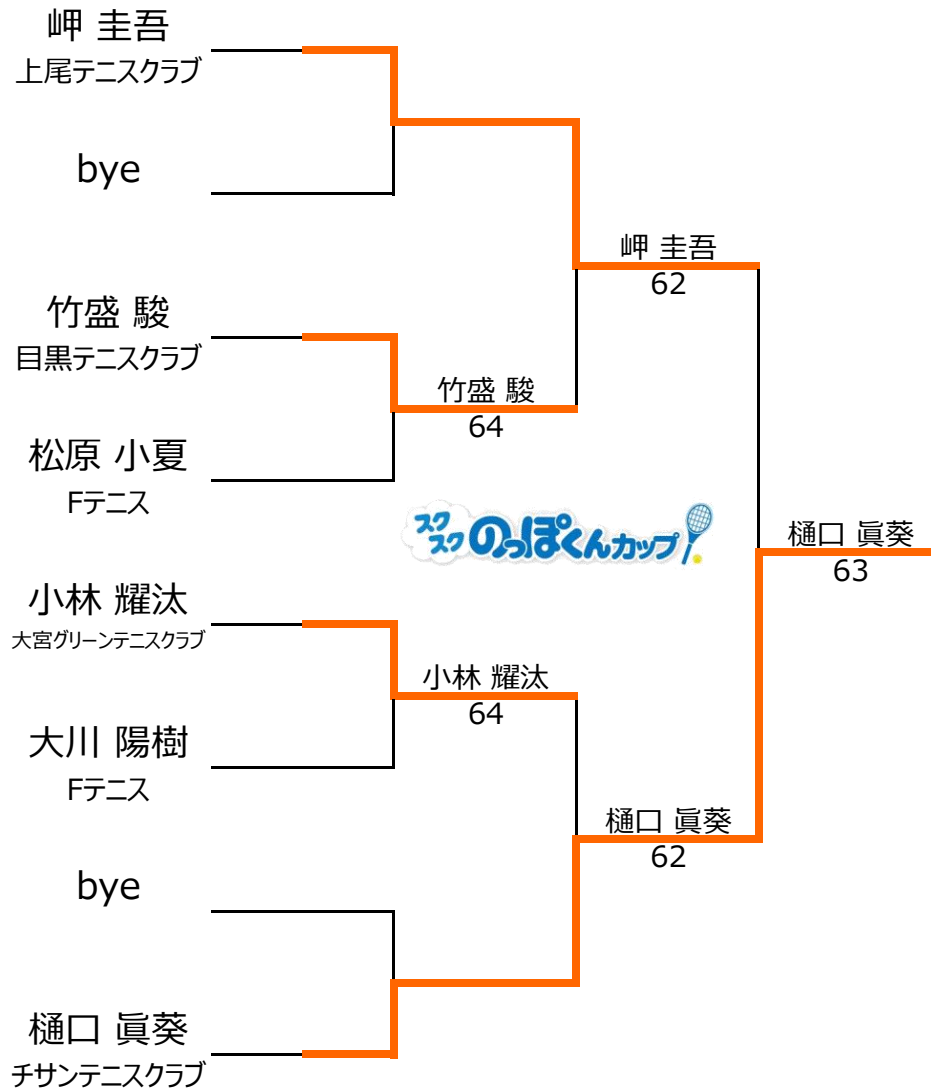 岬 圭吾
上尾テニスクラブ
bye
岬 圭吾
62
竹盛 駿
目黒テニスクラブ
竹盛 駿
64
松原 小夏
Fテニス
スクスク のっぽくんカップ
樋口 眞葵
63
小林 耀汰
大宮グリーンテニスクラブ
小林 耀汰
64
大川 陽樹
Fテニス
樋口 眞葵
62
bye
樋口 眞葵
チサンテニスクラブ